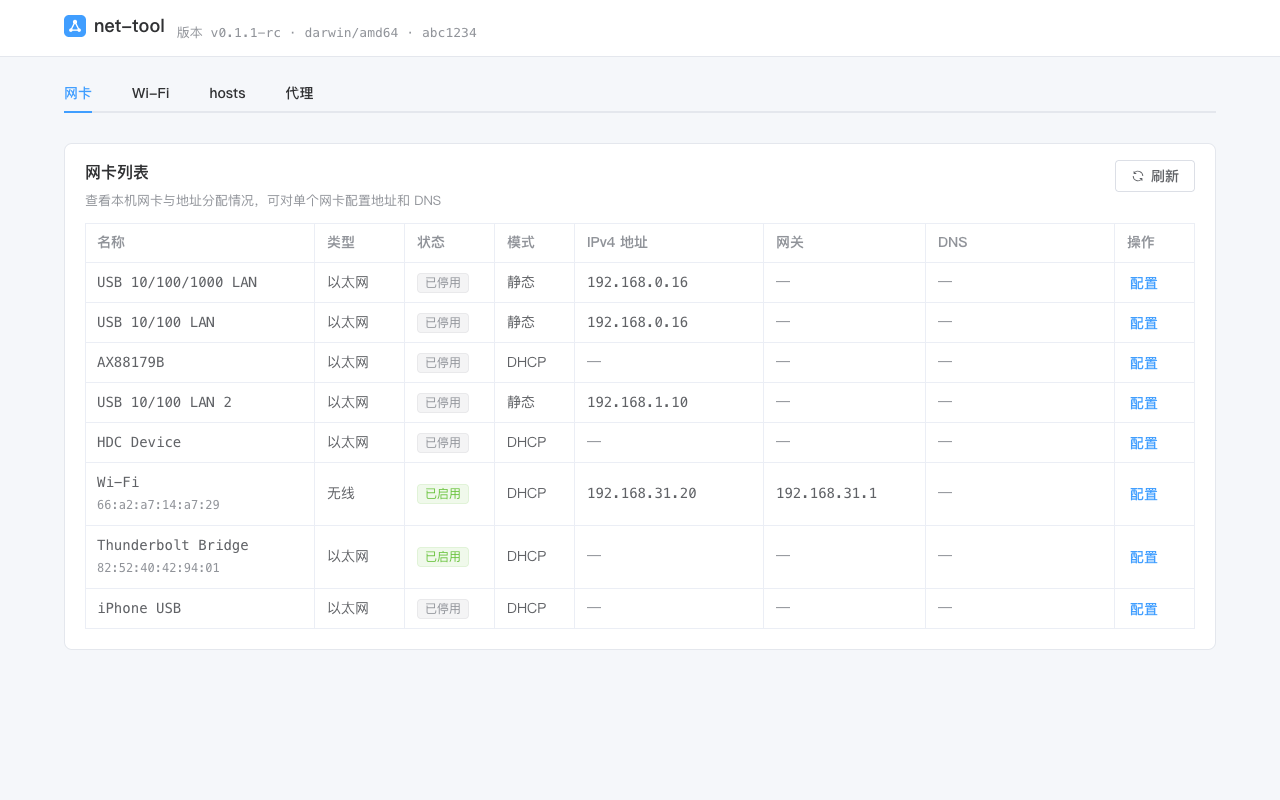 net-tool 版本 v0.1.1-rc · darwin/amd64 · abc1234
网卡 Wi-Fi hosts 代理
网卡列表
刷新
查看本机网卡与地址分配情况，可对单个网卡配置地址和 DNS
名称 类型 状态 模式 IPv4 地址 网关 DNS 操作
USB 10/100/1000 LAN 以太网 已停用 静态 192.168.0.16 — — 配置
USB 10/100 LAN 以太网 已停用 静态 192.168.0.16 — — 配置
AX88179B 以太网 已停用 DHCP — — — 配置
USB 10/100 LAN 2 以太网 已停用 静态 192.168.1.10 — — 配置
HDC Device 以太网 已停用 DHCP — — — 配置
Wi-Fi 无线 已启用 DHCP 192.168.31.20 192.168.31.1 — 配置
66:a2:a7:14:a7:29
Thunderbolt Bridge 以太网 已启用 DHCP — — — 配置
82:52:40:42:94:01
iPhone USB 以太网 已停用 DHCP — — — 配置